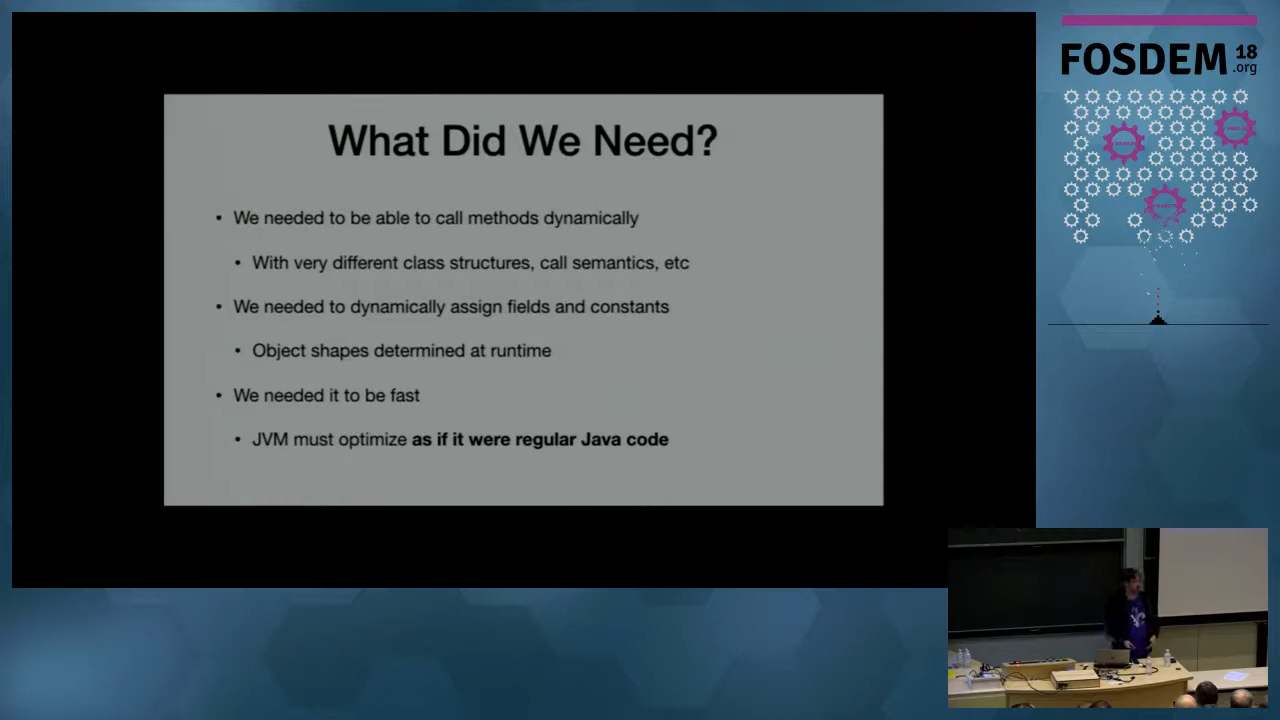 What Did We Need?
• We needed to be able to call methods dynamically
• With very different class structures, call semantics, etc
• We needed to dynamically assign fields and constants
• Object shapes determined at runtime
• We needed it to be fast
• JVM must optimize as if it were regular Java code
FOSDEM 18
.org